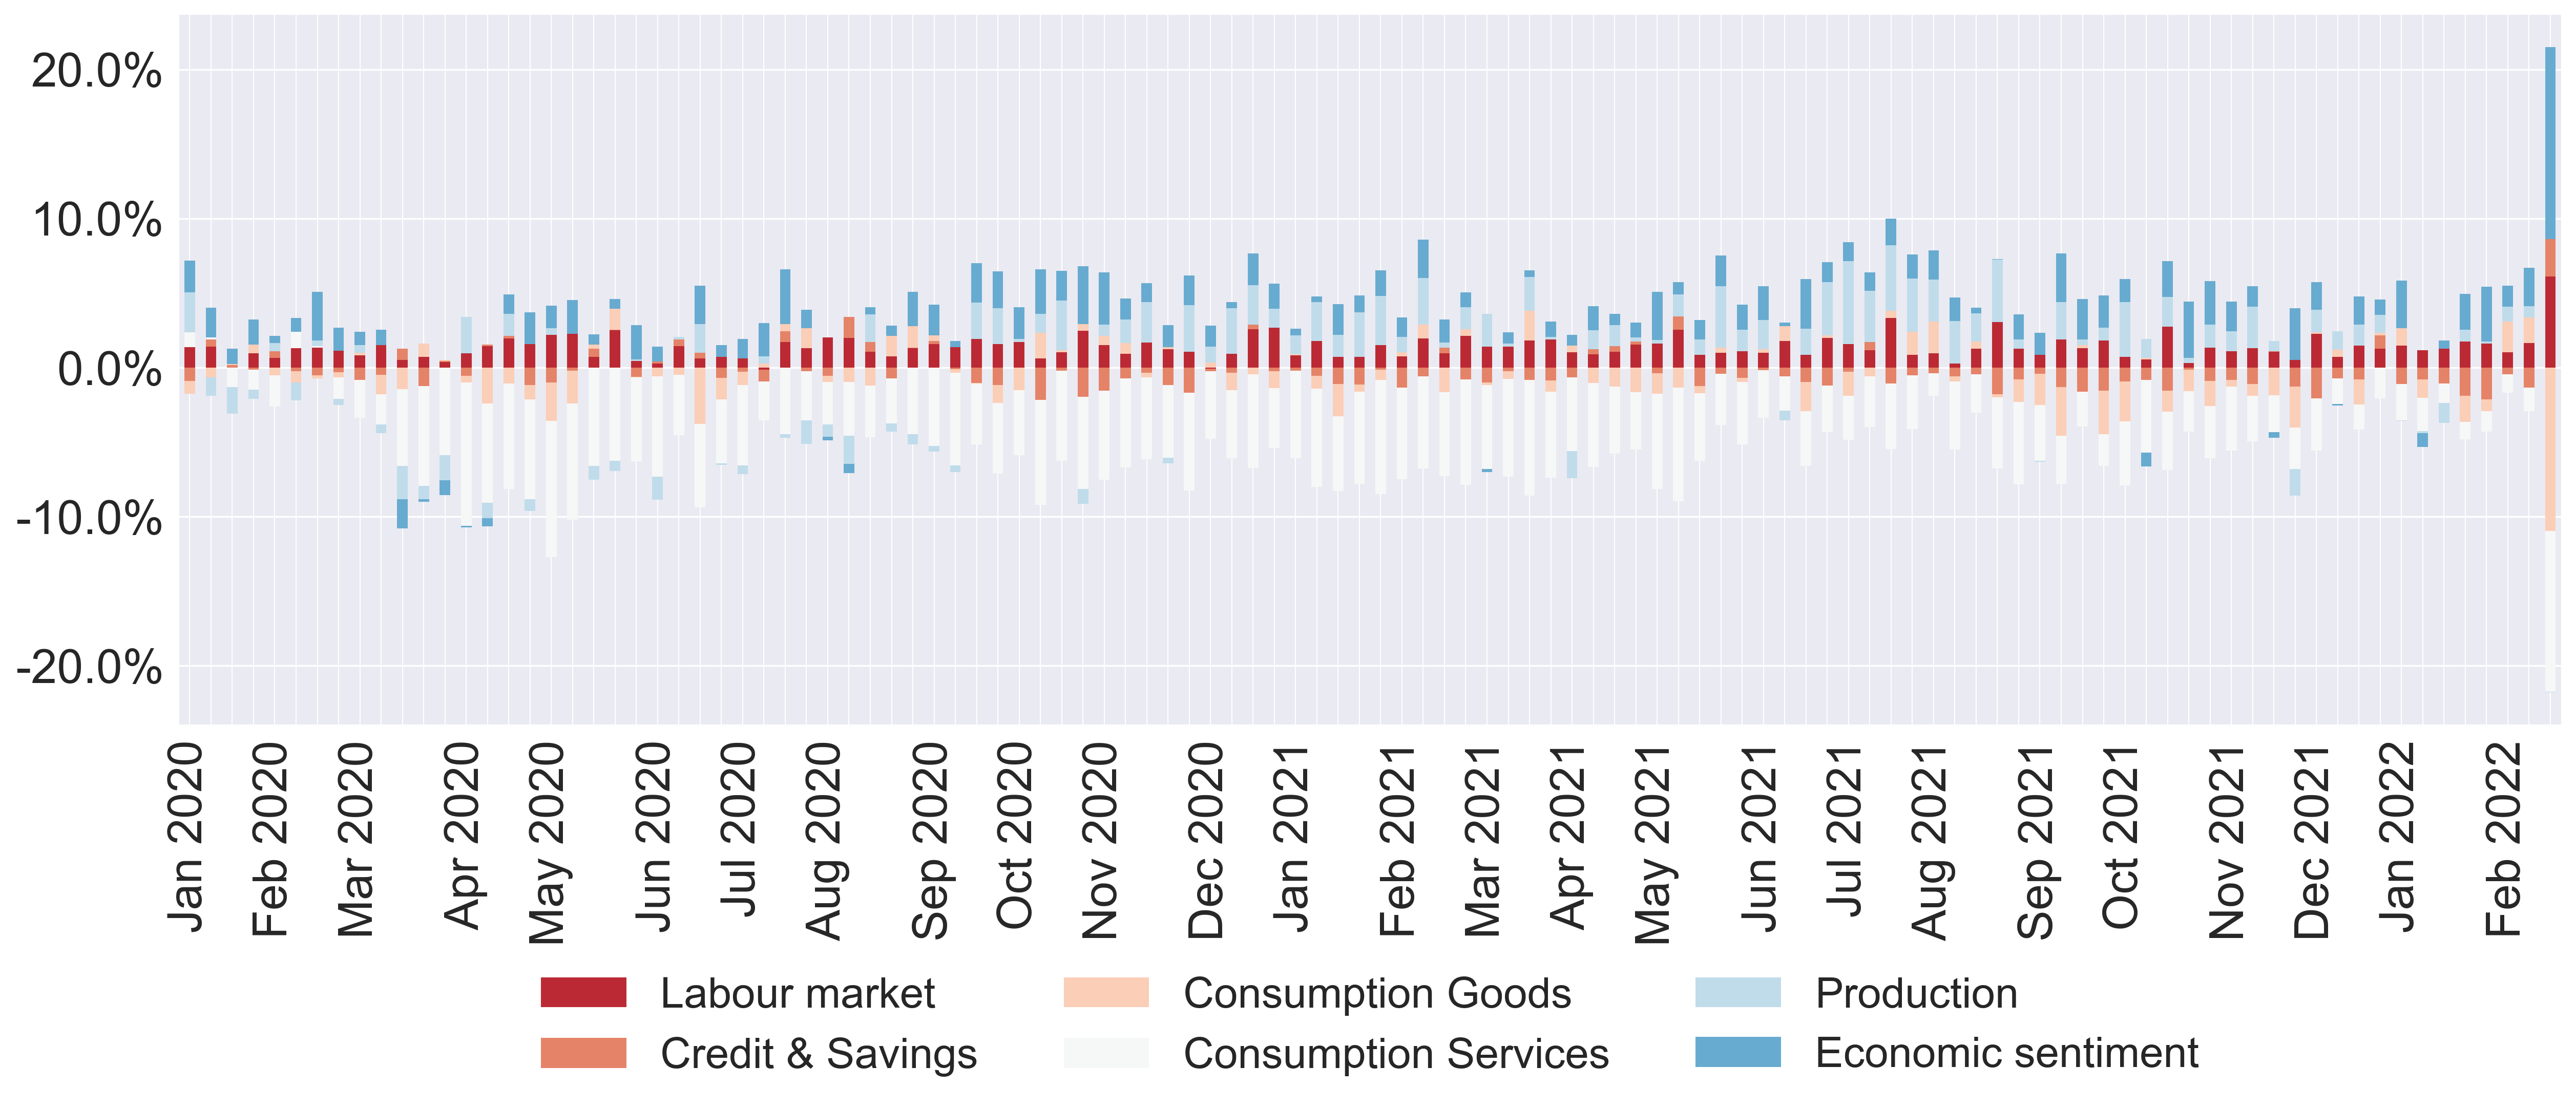 20.0%
10.0%
0.0%
-10.0%
-20.0%
Jan 2020
Feb 2020
Mar 2020
Apr 2020
May 2020
Jun 2020
Jul 2020
Aug 2020
Sep 2020
Oct 2020
Nov 2020
Dec 2020
Jan 2021
Feb 2021
Mar 2021
Apr 2021
May 2021
Jun 2021
Jul 2021
Aug 2021
Sep 2021
Oct 2021
Nov 2021
Dec 2021
Jan 2022
Feb 2022
Labour market
Consumption Goods
Production
Credit & Savings
Consumption Services
Economic sentiment